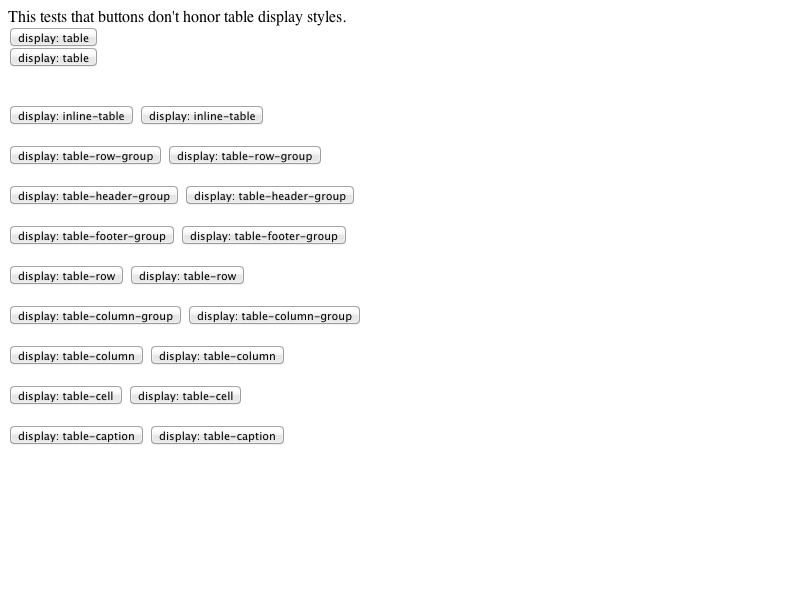 This tests that buttons don't honor table display styles.
display: table
display: table
display: inline-table display: inline-table
display: table-row-group display: table-row-group
display: table-header-group display: table-header-group
display: table-footer-group display: table-footer-group
display: table-row display: table-row
display: table-column-group display: table-column-group
display: table-column display: table-column
display: table-cell display: table-cell
display: table-caption display: table-caption